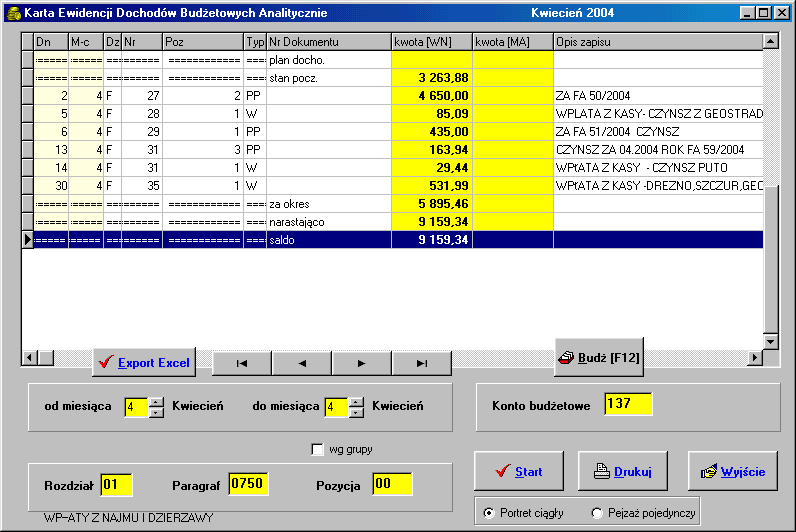 Karta Ewidencji Dochodów Budżetowych Analitycznie Kwiecień 2004
Dn M-c Dz Nr Poz Typ Nr Dokumentu kwota [WN] kwota [MA] Opis zapisu
===== ===== === ====== ============ ==== plan docho.
===== ===== === ====== ============ ==== stan pocz. 3 263,88
2 4 F 27 2 PP 4 650,00 ZA FA 50/2004
5 4 F 28 1 W 85,09 WPLATA Z KASY- CZYNSZ Z GEOSTRAD
6 4 F 29 1 PP 435,00 ZA FA 51/2004 CZYNSZ
13 4 F 31 3 PP 163,94 CZYNSZ ZA 04.2004 ROK FA 59/2004
14 4 F 31 1 W 29,44 WPŁATA Z KASY - CZYNSZ PUTO
30 4 F 35 1 W 531,99 WPŁATA Z KASY -DREZNO,SZCZUR,GEO
===== ===== === ====== ============ ==== za okres 5 895,46
===== ===== === ====== ============ ==== narastająco 9 159,34
===== ===== === ====== ============ ==== saldo 9 159,34
Export Excel Budż [F12]
od miesiąca 4 Kwiecień do miesiąca 4 Kwiecień Konto budżetowe 137
wg grupy
Rozdział 01 Paragraf 0750 Pozycja 00
Start Drukuj Wyjście
WP-ATY Z NAJMU I DZIERZAWY
Portret ciągły Pejzaż pojedynczy